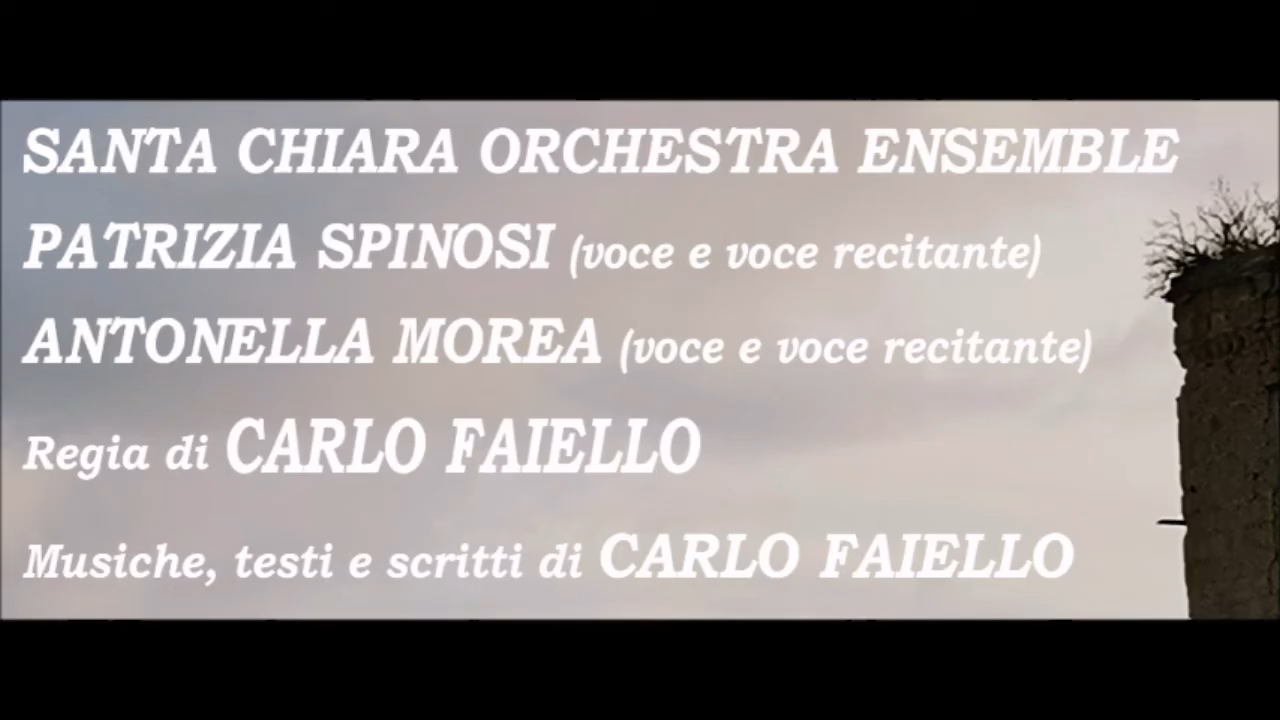 SANTA CHIARA ORCHESTRA ENSEMBLE
PATRIZIA SPINOSI (voce e voce recitante)
ANTONELLA MOREA (voce e voce recitante)
Regia di CARLO FAIELLO
Musiche, testi e scritti di CARLO FAIELLO